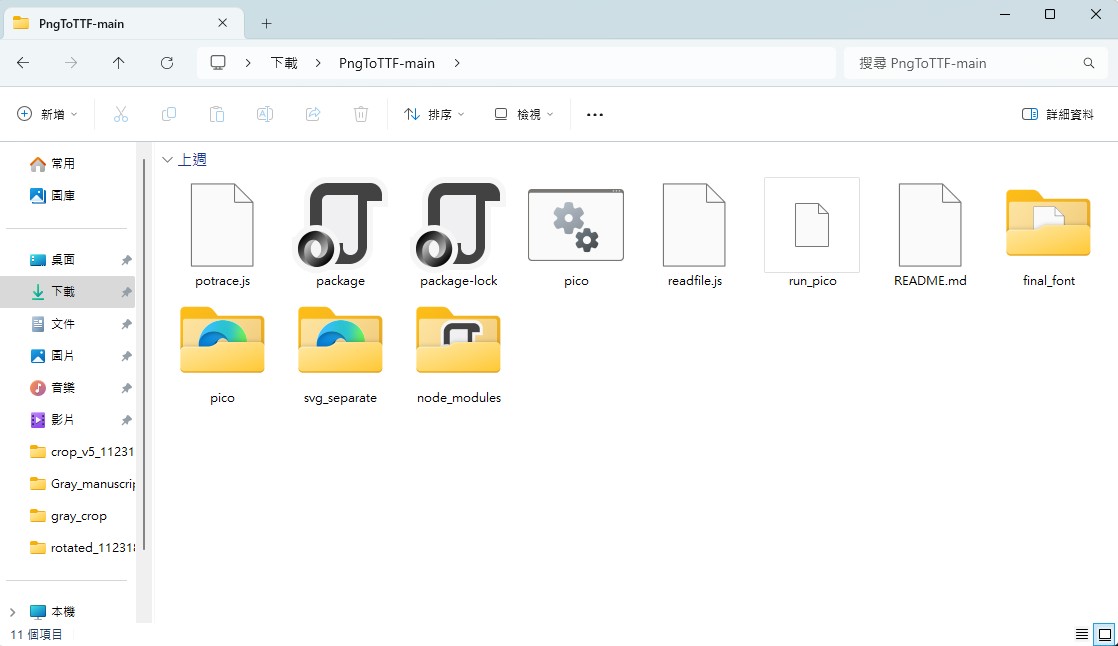 PngToTTF-main
下載
PngToTTF-main
搜尋 PngToTTF-main
新增
排序
檢視
詳細資料
常用
圖庫
桌面
下載
文件
圖片
音樂
影片
crop_v5_11231
Gray_manuscrip
gray_crop
rotated_11231
本機
上週
potrace.js
package
package-lock
pico
readfile.js
run_pico
README.md
final_font
pico
svg_separate
node_modules
11 個項目